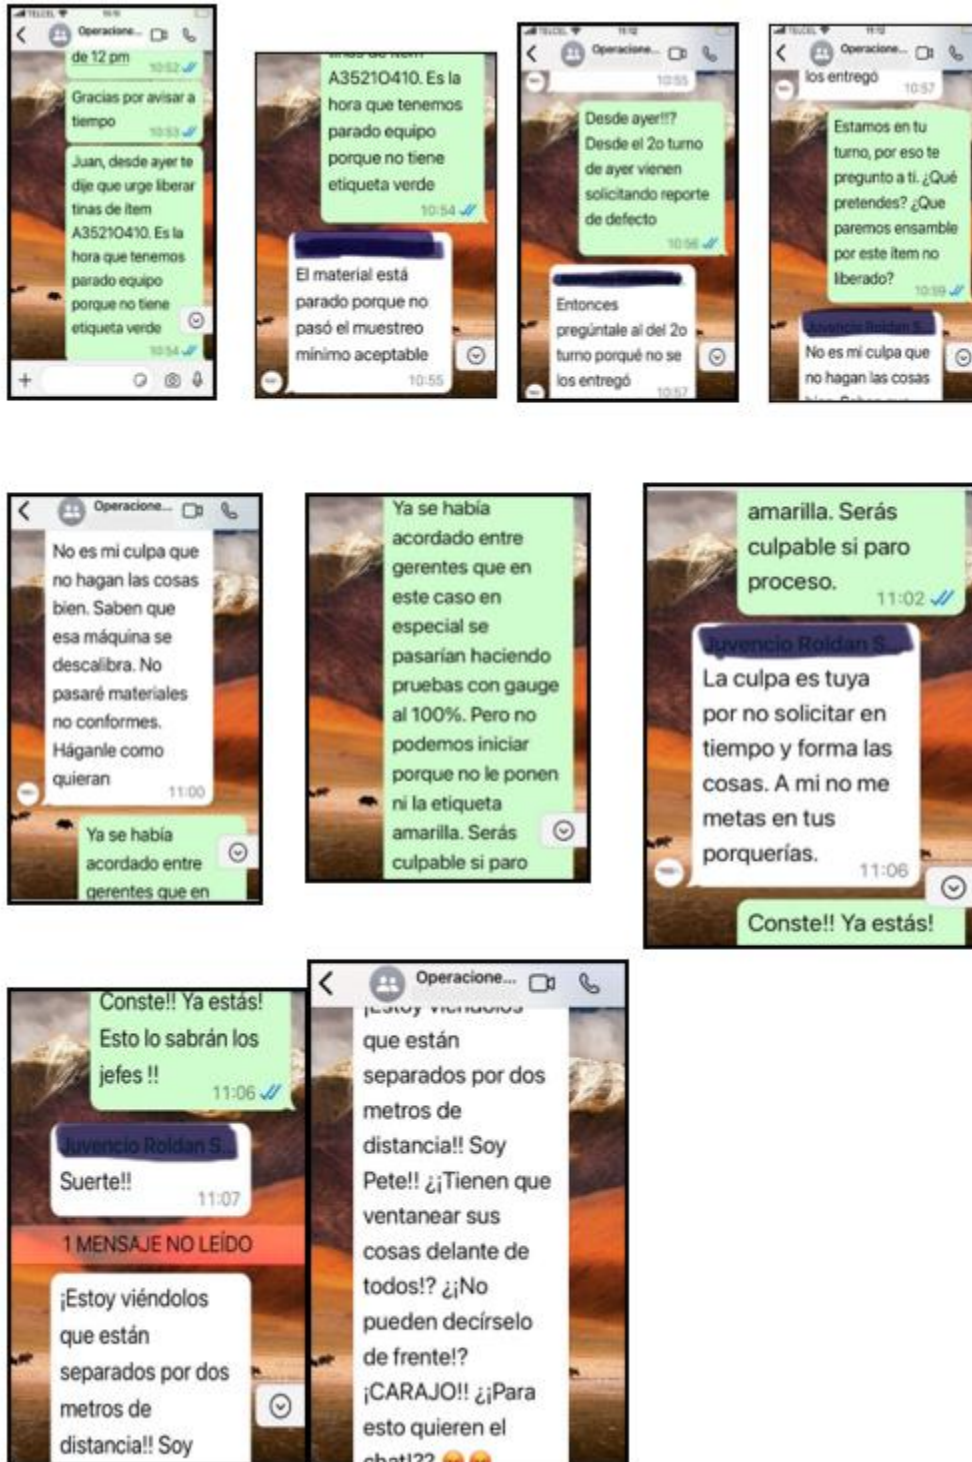 TELCEL
Operacione...
de 12 pm
10:52
Gracias por avisar a
tiempo
10:53
Juan, desde ayer te
dije que urge liberar
tinas de ítem
A3521O410. Es la
hora que tenemos
parado equipo
porque no tiene
etiqueta verde
10:54
A3521O410. Es la
hora que tenemos
parado equipo
porque no tiene
etiqueta verde
10:54
El material está
parado porque no
pasó el muestreo
mínimo aceptable
10:55
TELCEL
11:12
Operacione...
10:55
Desde ayer!!?
Desde el 2o turno
de ayer vienen
solicitando reporte
de defecto
10:56
Entonces
pregúntale al del 2o
turno porqué no se
los entregó
10:57
TELCEL
11:12
Operacione...
los entregó
10:57
Estamos en tu
turno, por eso te
pregunto a ti. ¿Qué
pretendes? ¿Que
paremos ensamble
por este ítem no
liberado?
10:59
Juvencio Roldan S...
No es mi culpa que
no hagan las cosas
Operacione...
No es mi culpa que
no hagan las cosas
bien. Saben que
esa máquina se
descalibra. No
pasaré materiales
no conformes.
Háganle como
quieran
11:00
Ya se había
acordado entre
gerentes que en
Ya se había
acordado entre
gerentes que en
este caso en
especial se
pasarían haciendo
pruebas con gauge
al 100%. Pero no
podemos iniciar
porque no le ponen
ni la etiqueta
amarilla. Serás
culpable si paro
amarilla. Serás
culpable si paro
proceso.
11:02
Juvencio Roldan S...
La culpa es tuya
por no solicitar en
tiempo y forma las
cosas. A mi no me
metas en tus
porquerías.
11:06
Conste!! Ya estás!
Conste!! Ya estás!
Esto lo sabrán los
jefes !!
11:06
Juvencio Roldan S...
Suerte!!
11:07
1 MENSAJE NO LEÍDO
¡Estoy viéndolos
que están
separados por dos
metros de
distancia!! Soy
Operacione...
¡Estoy viéndolos
que están
separados por dos
metros de
distancia!! Soy
Pete!! ¿¡Tienen que
ventanear sus
cosas delante de
todos!? ¿¡No
pueden decírselo
de frente!?
¡CARAJO!! ¿¡Para
esto quieren el
chat!?? 😡😡